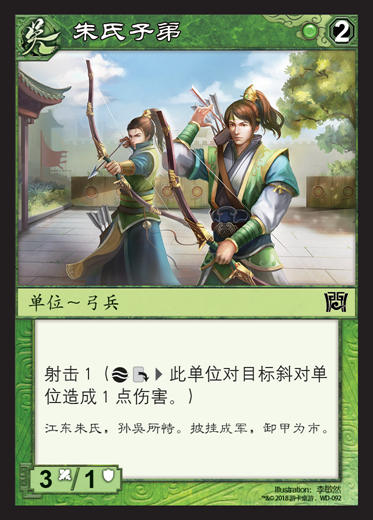 吴 朱氏子弟 2
单位~弓兵
射击1（▶此单位对目标斜对单
位造成1点伤害。）
江东朱氏，孙吴所恃。披挂成军，卸甲为市。
3/1
Illustration：李敏然
™&© 2018 游卡桌游，WD-092